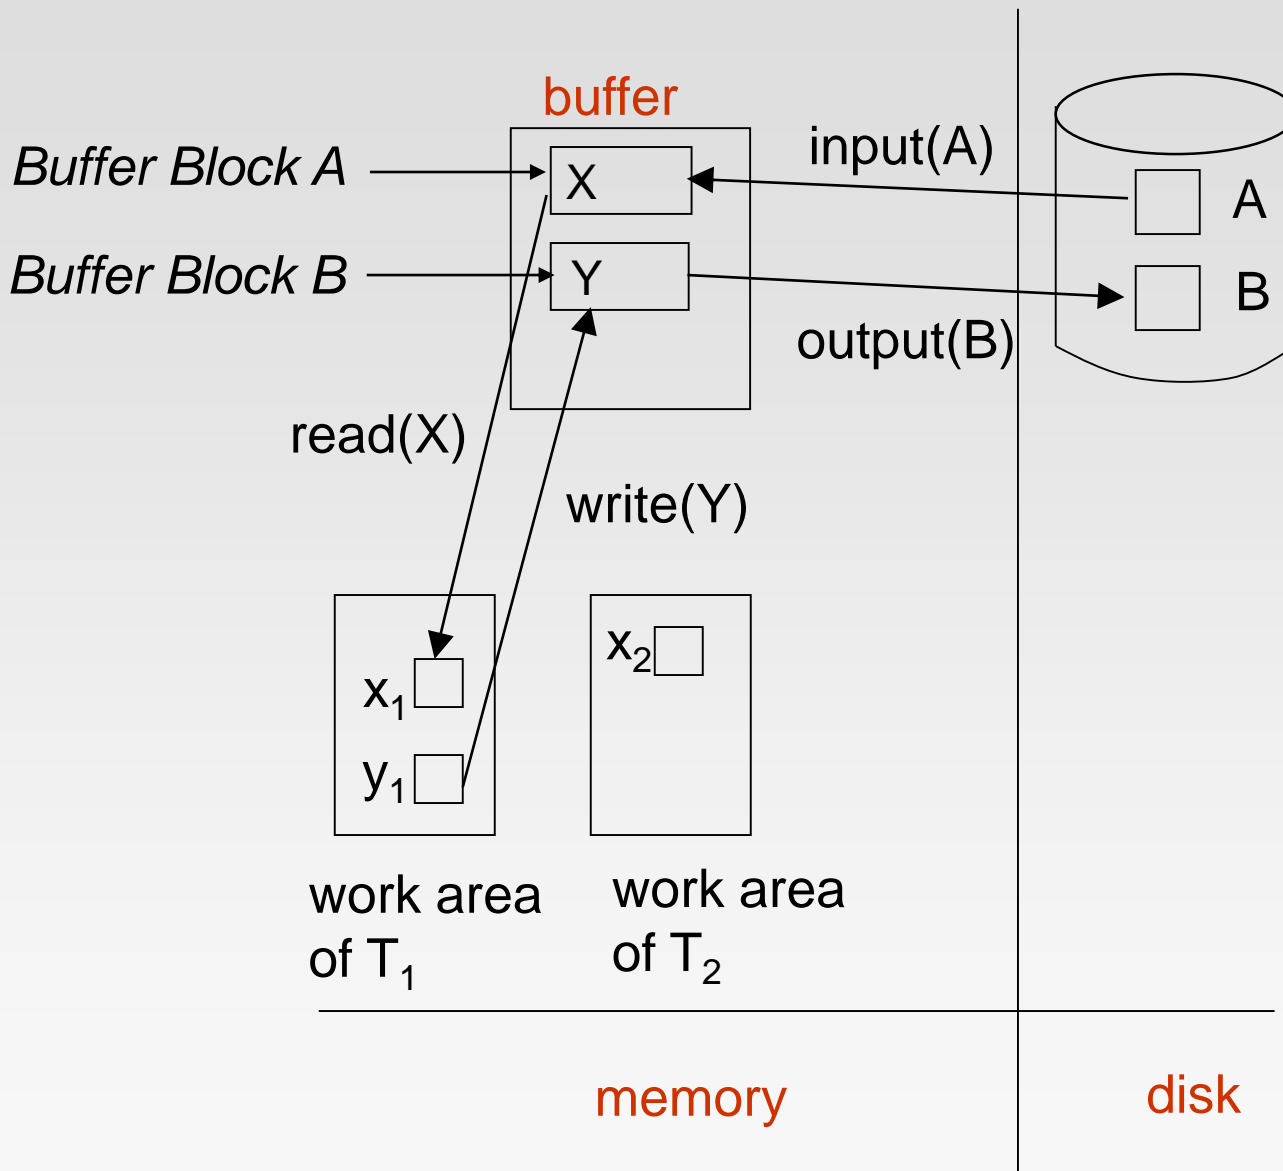 buffer
Buffer Block A
X
input(A)
A
Buffer Block B
Y
B
output(B)
read(X)
write(Y)
x₁
y₁
x₂
work area
of T₁
work area
of T₂
memory
disk